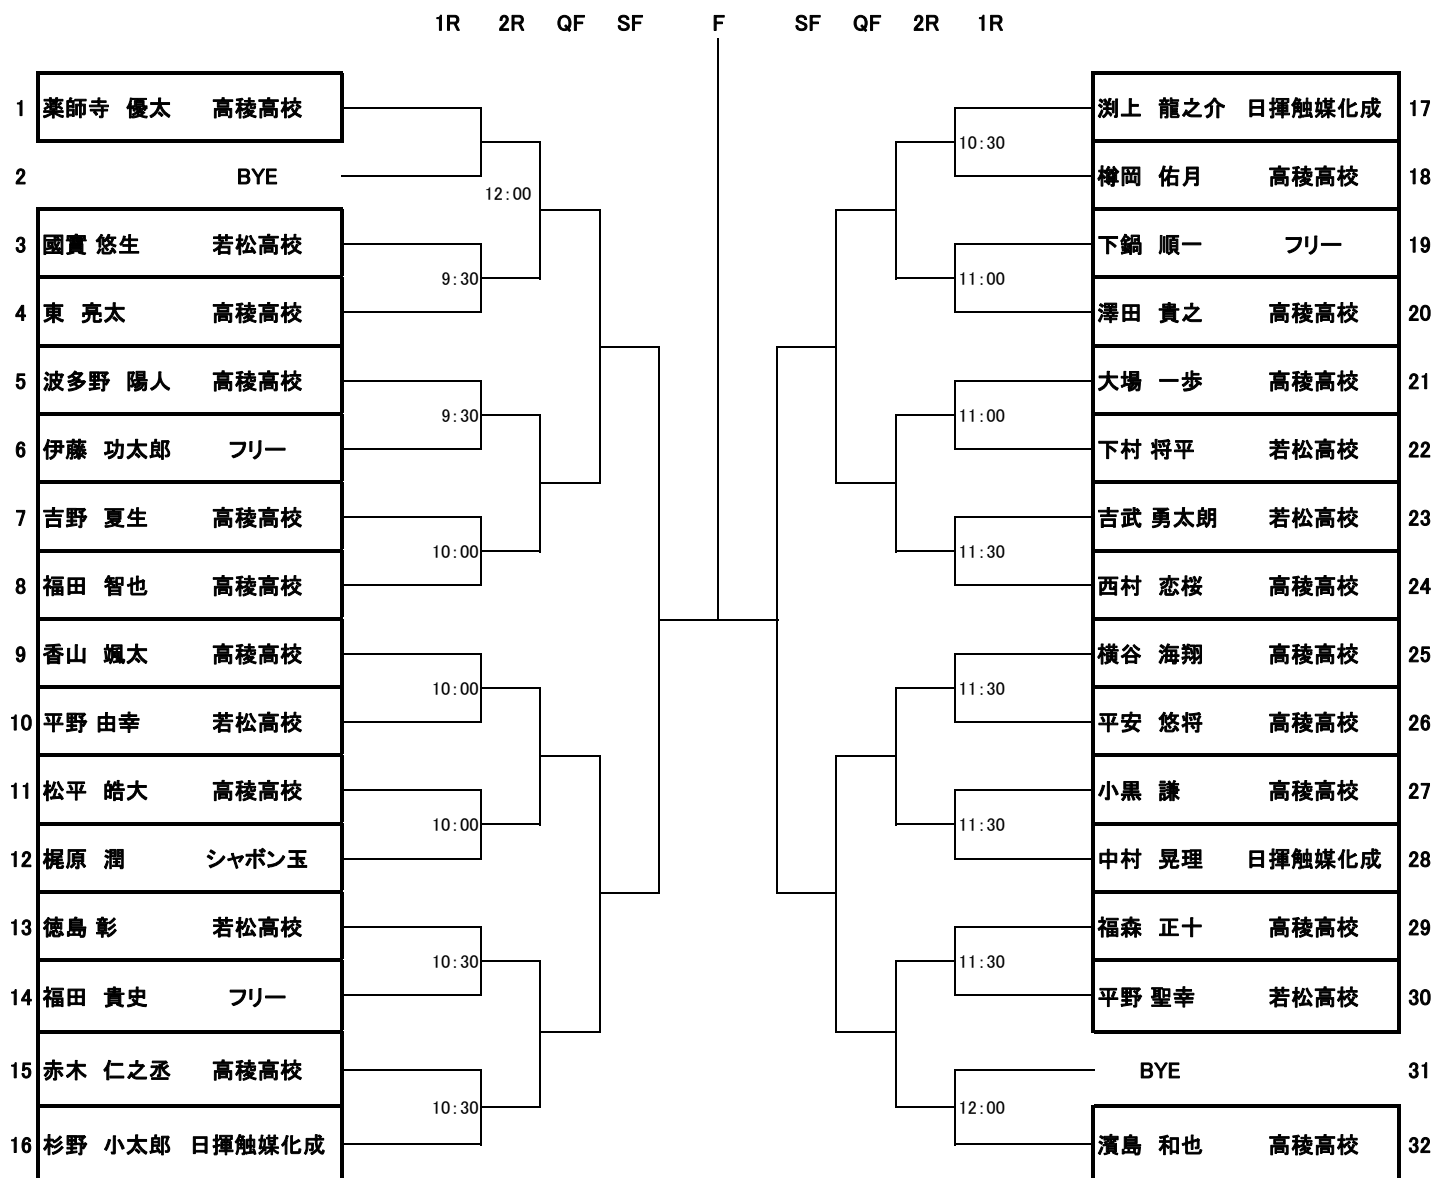 1R 2R QF SF F SF QF 2R 1R
1 薬師寺 優太 高稜高校 渕上 龍之介 日揮触媒化成 17
10:30
2 BYE 樽岡 佑月 高稜高校 18
12:00
3 國實 悠生 若松高校 下鍋 順一 フリー 19
9:30 11:00
4 東 亮太 高稜高校 澤田 貴之 高稜高校 20
5 波多野 陽人 高稜高校 大場 一歩 高稜高校 21
9:30 11:00
6 伊藤 功太郎 フリー 下村 将平 若松高校 22
7 吉野 夏生 高稜高校 吉武 勇太朗 若松高校 23
10:00 11:30
8 福田 智也 高稜高校 西村 恋桜 高稜高校 24
9 香山 颯太 高稜高校 横谷 海翔 高稜高校 25
10:00 11:30
10 平野 由幸 若松高校 平安 悠将 高稜高校 26
11 松平 皓大 高稜高校 小黒 謙 高稜高校 27
10:00 11:30
12 梶原 潤 シャボン玉 中村 晃理 日揮触媒化成 28
13 徳島 彰 若松高校 福森 正十 高稜高校 29
10:30 11:30
14 福田 貴史 フリー 平野 聖幸 若松高校 30
15 赤木 仁之丞 高稜高校 BYE 31
10:30 12:00
16 杉野 小太郎 日揮触媒化成 濱島 和也 高稜高校 32